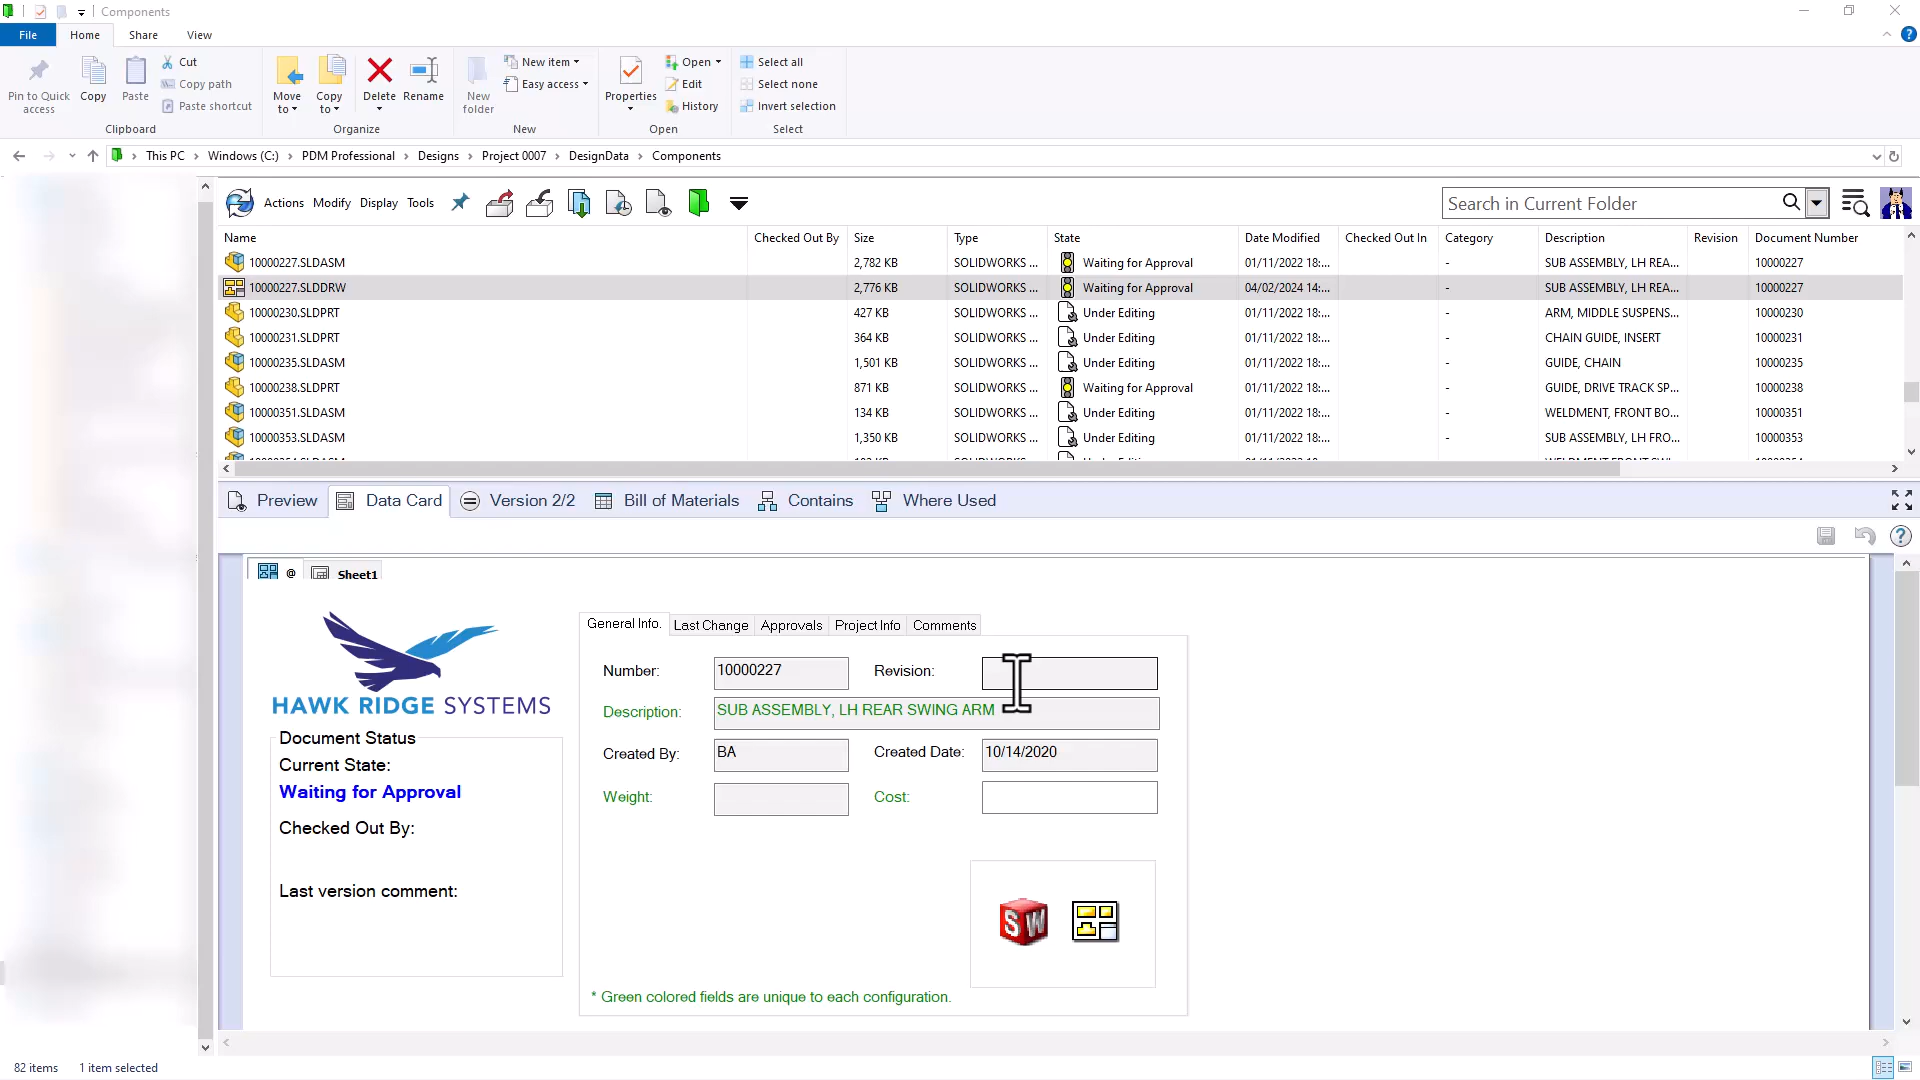 Components
File Home Share View
Pin to Quick access
Copy
Paste
Cut
Copy path
Paste shortcut
Clipboard
Move to
Copy to
Delete
Rename
Organize
New folder
New item
Easy access
New
Properties
Open
Edit
History
Open
Select all
Select none
Invert selection
Select
This PC > Windows (C:) > PDM Professional > Designs > Project 0007 > DesignData > Components
Actions Modify Display Tools
Search in Current Folder
Name Checked Out By Size Type State Date Modified Checked Out In Category Description Revision Document Number
10000227.SLDASM 2,782 KB SOLIDWORKS ... Waiting for Approval 01/11/2022 18:... - SUB ASSEMBLY, LH REA... 10000227
10000227.SLDDRW 2,776 KB SOLIDWORKS ... Waiting for Approval 04/02/2024 14:... - SUB ASSEMBLY, LH REA... 10000227
10000230.SLDPRT 427 KB SOLIDWORKS ... Under Editing 01/11/2022 18:... - ARM, MIDDLE SUSPENS... 10000230
10000231.SLDPRT 364 KB SOLIDWORKS ... Under Editing 01/11/2022 18:... - CHAIN GUIDE, INSERT 10000231
10000235.SLDASM 1,501 KB SOLIDWORKS ... Under Editing 01/11/2022 18:... - GUIDE, CHAIN 10000235
10000238.SLDPRT 871 KB SOLIDWORKS ... Waiting for Approval 01/11/2022 18:... - GUIDE, DRIVE TRACK SP... 10000238
10000351.SLDASM 134 KB SOLIDWORKS ... Under Editing 01/11/2022 18:... - WELDMENT, FRONT BO... 10000351
10000353.SLDASM 1,350 KB SOLIDWORKS ... Under Editing 01/11/2022 18:... - SUB ASSEMBLY, LH FRO... 10000353
Preview Data Card Version 2/2 Bill of Materials Contains Where Used
@ Sheet1
HAWK RIDGE SYSTEMS
Document Status
Current State:
Waiting for Approval
Checked Out By:
Last version comment:
General Info. Last Change Approvals Project Info Comments
Number: 10000227 Revision:
Description: SUB ASSEMBLY, LH REAR SWING ARM
Created By: BA Created Date: 10/14/2020
Weight: Cost:
SW
* Green colored fields are unique to each configuration.
82 items 1 item selected